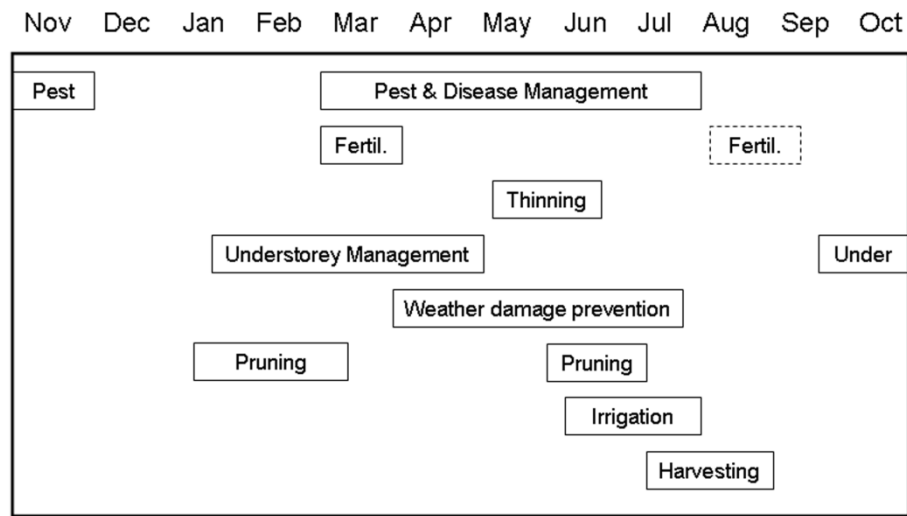 Nov Dec Jan Feb Mar Apr May Jun Jul Aug Sep Oct
Pest Pest & Disease Management
Fertil. Fertil.
Thinning
Understorey Management Under
Weather damage prevention
Pruning Pruning
Irrigation
Harvesting